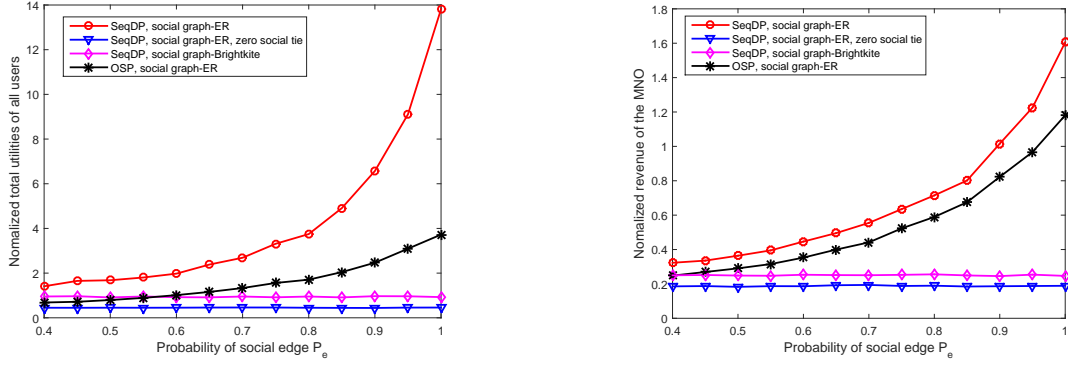 14
12
10
8
6
4
2
0
Nomalized total utilities of all users
SeqDP, social graph-ER
SeqDP, social graph-ER, zero social tie
SeqDP, social graph-Brightkite
OSP, social graph-ER
0.4
0.5
0.6
0.7
0.8
0.9
1
Probability of social edge P_e
1.8
1.6
1.4
1.2
1
0.8
0.6
0.4
0.2
0
Nomalized revenue of the MNO
SeqDP, social graph-ER
SeqDP, social graph-ER, zero social tie
SeqDP, social graph-Brightkite
OSP, social graph-ER
0.4
0.5
0.6
0.7
0.8
0.9
1
Probability of social edge P_e